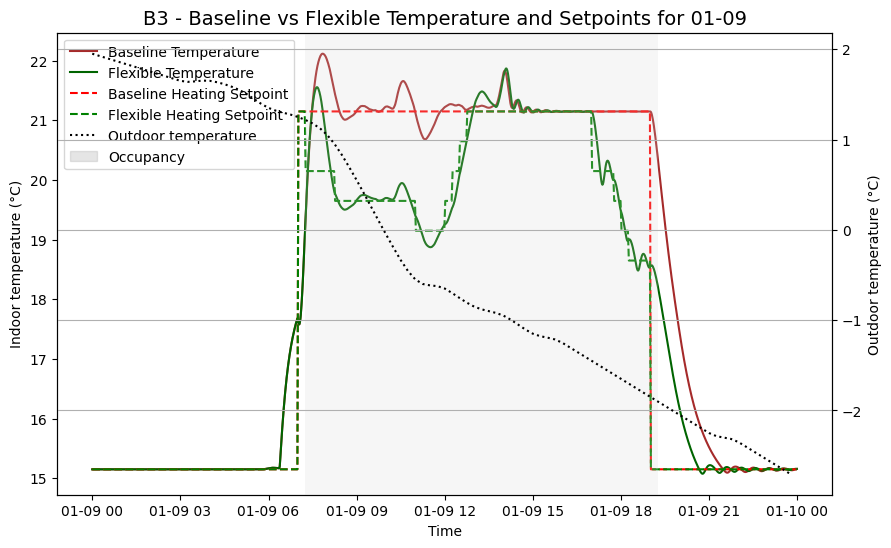 B3 - Baseline vs Flexible Temperature and Setpoints for 01-09
Baseline Temperature
Flexible Temperature
Baseline Heating Setpoint
Flexible Heating Setpoint
Outdoor temperature
Occupancy
Indoor temperature (°C)
22
21
20
19
18
17
16
15
Outdoor temperature (°C)
2
1
0
−1
−2
01-09 00
01-09 03
01-09 06
01-09 09
01-09 12
01-09 15
01-09 18
01-09 21
01-10 00
Time